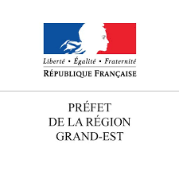 Liberté • Égalité • Fraternité
RÉPUBLIQUE FRANÇAISE
PRÉFET
DE LA RÉGION
GRAND-EST